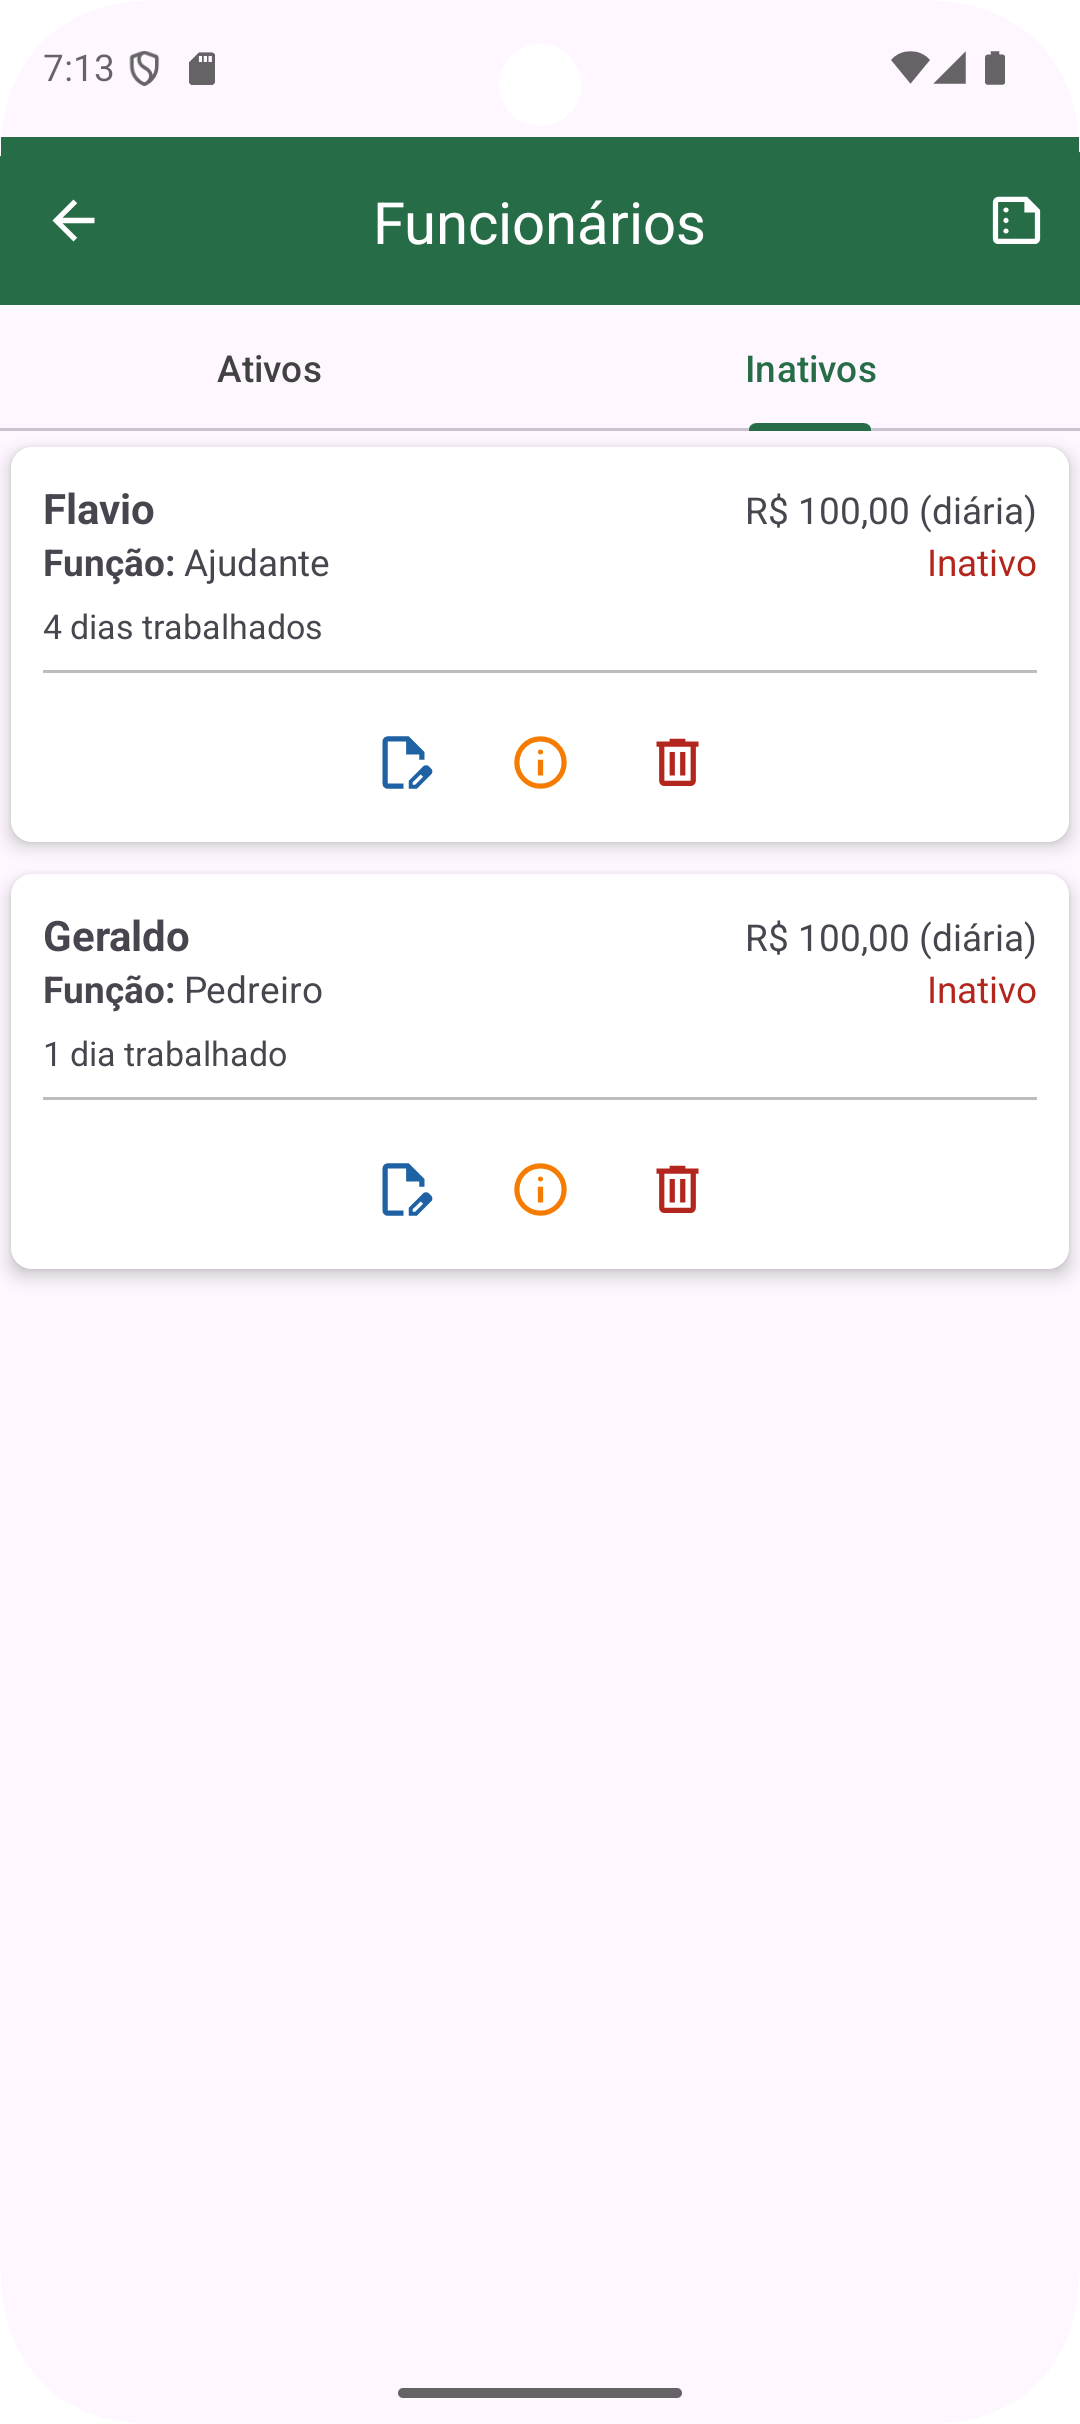 7:13
Funcionários
Ativos Inativos
Flavio R$ 100,00 (diária)
Função: Ajudante Inativo
4 dias trabalhados
Geraldo R$ 100,00 (diária)
Função: Pedreiro Inativo
1 dia trabalhado